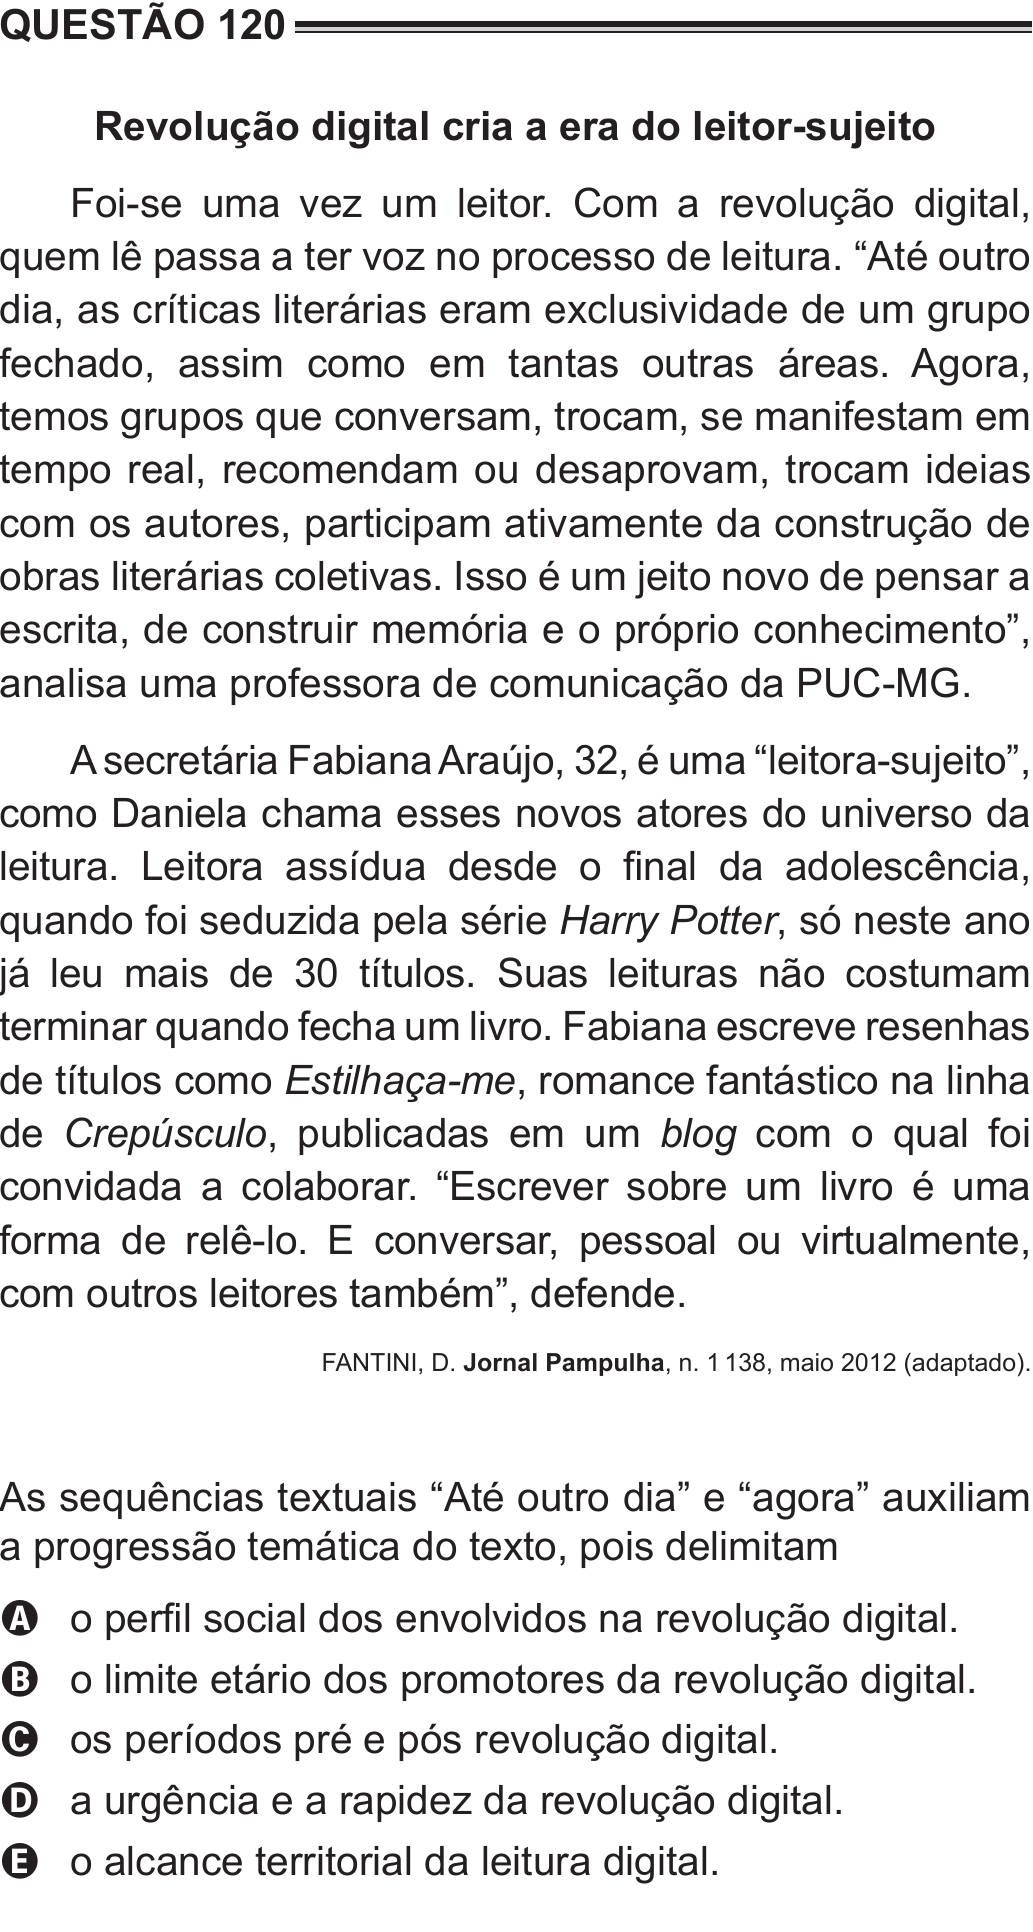 QUESTÃO 120
Revolução digital cria a era do leitor-sujeito
Foi-se uma vez um leitor. Com a revolução digital,
quem lê passa a ter voz no processo de leitura. “Até outro
dia, as críticas literárias eram exclusividade de um grupo
fechado, assim como em tantas outras áreas. Agora,
temos grupos que conversam, trocam, se manifestam em
tempo real, recomendam ou desaprovam, trocam ideias
com os autores, participam ativamente da construção de
obras literárias coletivas. Isso é um jeito novo de pensar a
escrita, de construir memória e o próprio conhecimento”,
analisa uma professora de comunicação da PUC-MG.
A secretária Fabiana Araújo, 32, é uma “leitora-sujeito”,
como Daniela chama esses novos atores do universo da
leitura. Leitora assídua desde o final da adolescência,
quando foi seduzida pela série Harry Potter, só neste ano
já leu mais de 30 títulos. Suas leituras não costumam
terminar quando fecha um livro. Fabiana escreve resenhas
de títulos como Estilhaça-me, romance fantástico na linha
de Crepúsculo, publicadas em um blog com o qual foi
convidada a colaborar. “Escrever sobre um livro é uma
forma de relê-lo. E conversar, pessoal ou virtualmente,
com outros leitores também”, defende.
FANTINI, D. Jornal Pampulha, n. 1 138, maio 2012 (adaptado).
As sequências textuais “Até outro dia” e “agora” auxiliam
a progressão temática do texto, pois delimitam
A o perfil social dos envolvidos na revolução digital.
B o limite etário dos promotores da revolução digital.
C os períodos pré e pós revolução digital.
D a urgência e a rapidez da revolução digital.
E o alcance territorial da leitura digital.